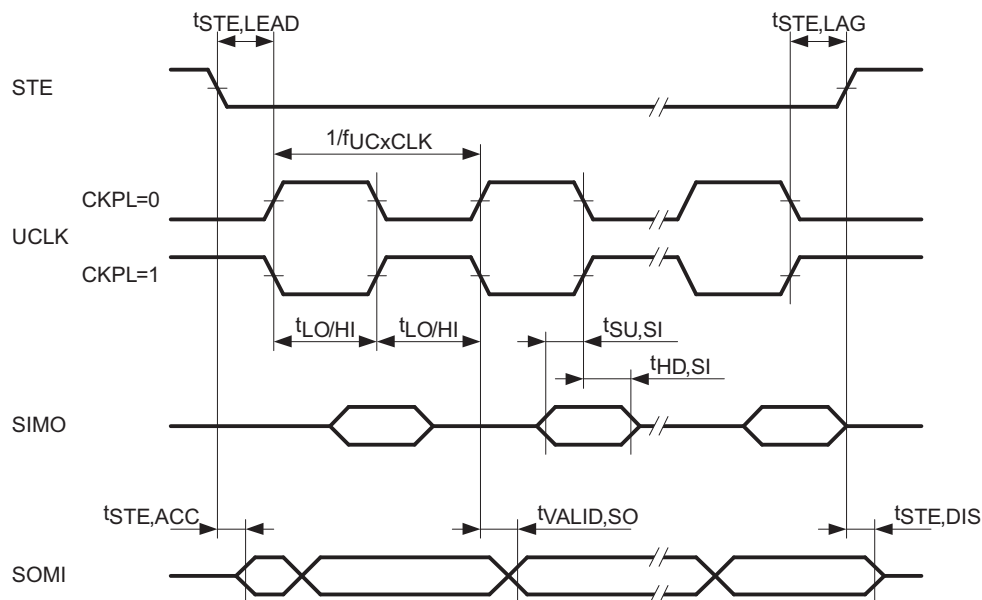 tSTE,LEAD
tSTE,LAG
STE
1/fUCxCLK
CKPL=0
UCLK
CKPL=1
tLO/HI
tLO/HI
tSU,SI
tHD,SI
SIMO
tSTE,ACC
tVALID,SO
tSTE,DIS
SOMI